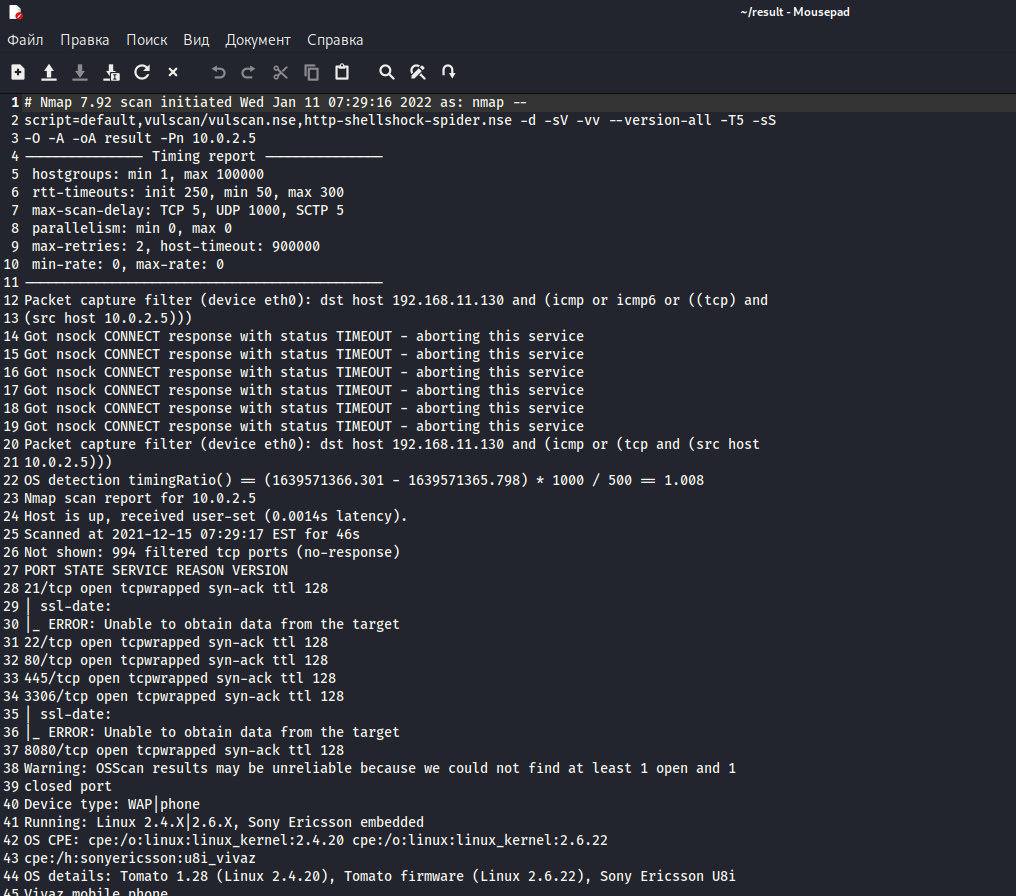 ~/result - Mousepad
Файл Правка Поиск Вид Документ Справка
1 # Nmap 7.92 scan initiated Wed Jan 11 07:29:16 2022 as: nmap --
2 script=default,vulscan/vulscan.nse,http-shellshock-spider.nse -d -sV -vv --version-all -T5 -sS
3 -O -A -oA result -Pn 10.0.2.5
4 --------------- Timing report ---------------
5 hostgroups: min 1, max 100000
6 rtt-timeouts: init 250, min 50, max 300
7 max-scan-delay: TCP 5, UDP 1000, SCTP 5
8 parallelism: min 0, max 0
9 max-retries: 2, host-timeout: 900000
10 min-rate: 0, max-rate: 0
11 ---------------------------------------------
12 Packet capture filter (device eth0): dst host 192.168.11.130 and (icmp or icmp6 or ((tcp) and
13 (src host 10.0.2.5)))
14 Got nsock CONNECT response with status TIMEOUT - aborting this service
15 Got nsock CONNECT response with status TIMEOUT - aborting this service
16 Got nsock CONNECT response with status TIMEOUT - aborting this service
17 Got nsock CONNECT response with status TIMEOUT - aborting this service
18 Got nsock CONNECT response with status TIMEOUT - aborting this service
19 Got nsock CONNECT response with status TIMEOUT - aborting this service
20 Packet capture filter (device eth0): dst host 192.168.11.130 and (icmp or (tcp and (src host
21 10.0.2.5)))
22 OS detection timingRatio() == (1639571366.301 - 1639571365.798) * 1000 / 500 == 1.008
23 Nmap scan report for 10.0.2.5
24 Host is up, received user-set (0.0014s latency).
25 Scanned at 2021-12-15 07:29:17 EST for 46s
26 Not shown: 994 filtered tcp ports (no-response)
27 PORT STATE SERVICE REASON VERSION
28 21/tcp open tcpwrapped syn-ack ttl 128
29 | ssl-date:
30 |_ ERROR: Unable to obtain data from the target
31 22/tcp open tcpwrapped syn-ack ttl 128
32 80/tcp open tcpwrapped syn-ack ttl 128
33 445/tcp open tcpwrapped syn-ack ttl 128
34 3306/tcp open tcpwrapped syn-ack ttl 128
35 | ssl-date:
36 |_ ERROR: Unable to obtain data from the target
37 8080/tcp open tcpwrapped syn-ack ttl 128
38 Warning: OSScan results may be unreliable because we could not find at least 1 open and 1
39 closed port
40 Device type: WAP|phone
41 Running: Linux 2.4.X|2.6.X, Sony Ericsson embedded
42 OS CPE: cpe:/o:linux:linux_kernel:2.4.20 cpe:/o:linux:linux_kernel:2.6.22
43 cpe:/h:sonyericsson:u8i_vivaz
44 OS details: Tomato 1.28 (Linux 2.4.20), Tomato firmware (Linux 2.6.22), Sony Ericsson U8i
45 Vivaz mobile phone